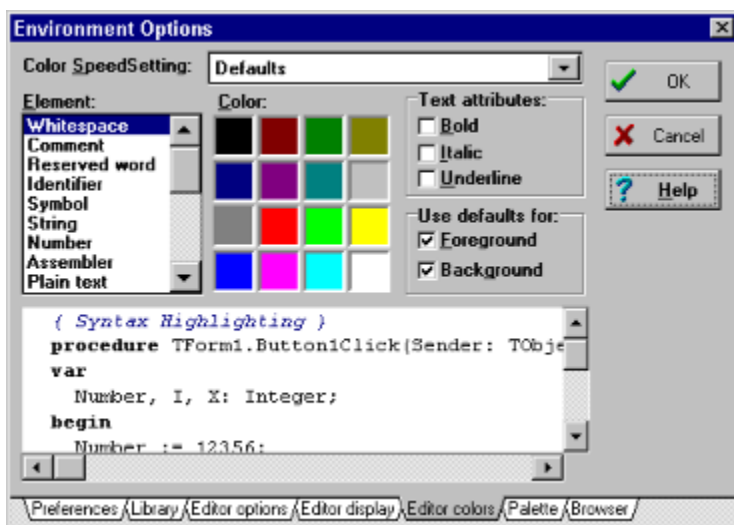 Environment Options
Color SpeedSetting: Defaults
Element:
Whitespace
Comment
Reserved word
Identifier
Symbol
String
Number
Assembler
Plain text
Color:
Text attributes:
Bold
Italic
Underline
Use defaults for:
Foreground
Background
OK
Cancel
? Help
{ Syntax Highlighting }
procedure TForm1.Button1Click(Sender: TObje
var
Number, I, X: Integer;
begin
Number := 12356;
Preferences Library Editor options Editor display Editor colors Palette Browser